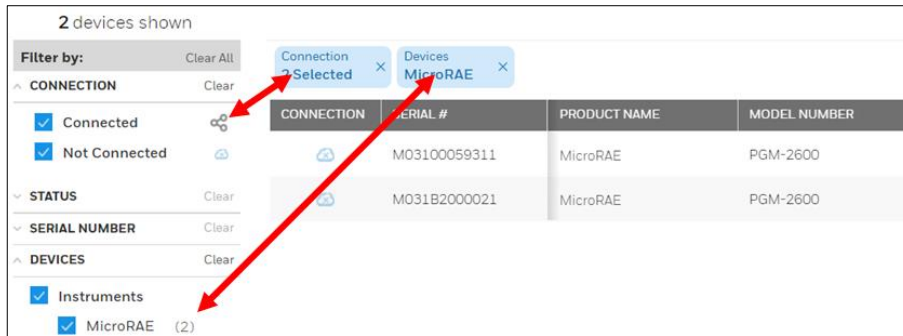 2 devices shown
Filter by: Clear All
CONNECTION Clear
Connected
Not Connected
STATUS Clear
SERIAL NUMBER Clear
DEVICES Clear
Instruments
MicroRAE (2)
Connection
2 Selected
Devices
MicroRAE
CONNECTION SERIAL # PRODUCT NAME MODEL NUMBER
M03100059311 MicroRAE PGM-2600
M031B2000021 MicroRAE PGM-2600